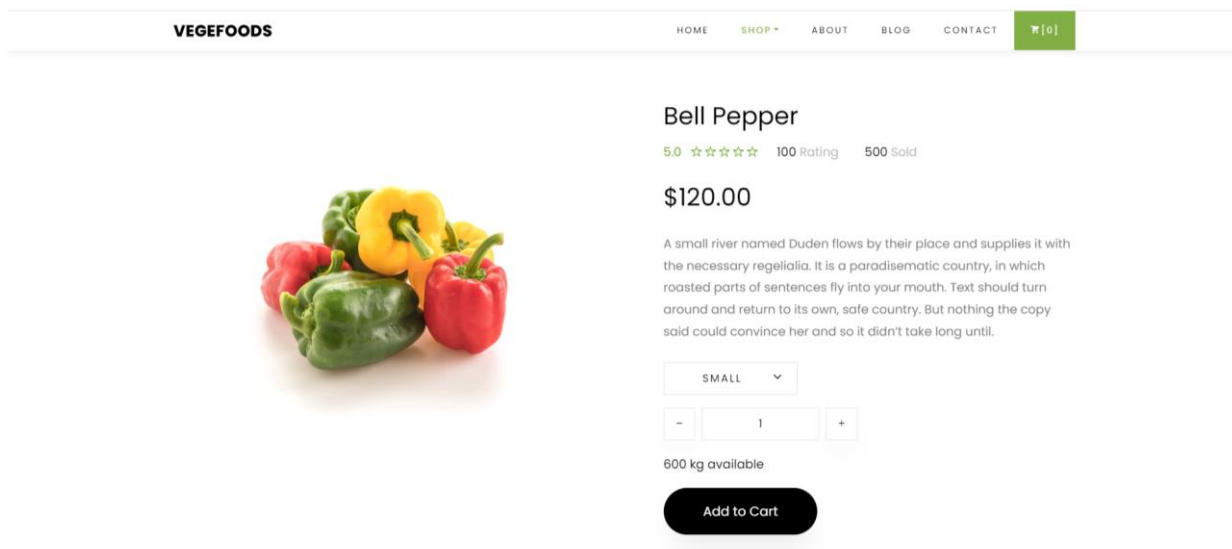 VEGEFOODS
HOME SHOP ABOUT BLOG CONTACT [0]
Bell Pepper
5.0 100 Rating 500 Sold
$120.00
A small river named Duden flows by their place and supplies it with
the necessary regelialia. It is a paradisematic country, in which
roasted parts of sentences fly into your mouth. Text should turn
around and return to its own, safe country. But nothing the copy
said could convince her and so it didn't take long until.
SMALL
- 1 +
600 kg available
Add to Cart